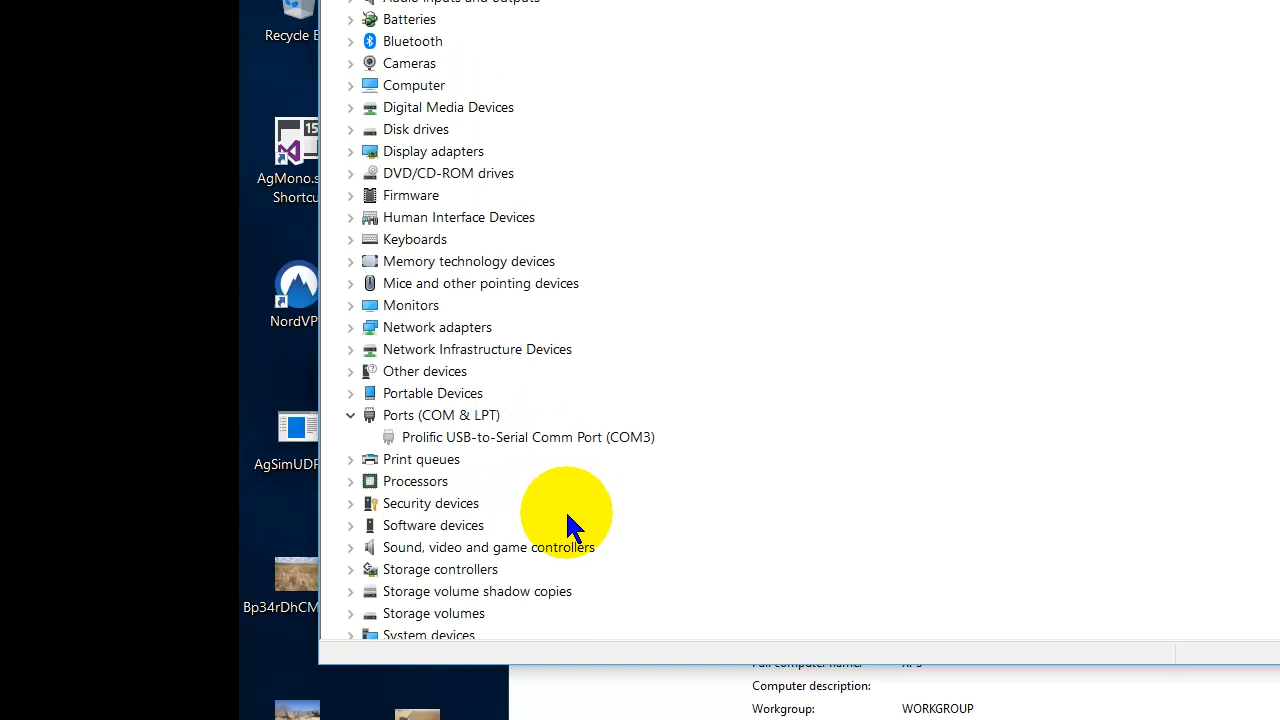 Audio inputs and outputs
Batteries
Bluetooth
Cameras
Computer
Digital Media Devices
Disk drives
Display adapters
DVD/CD-ROM drives
Firmware
Human Interface Devices
Keyboards
Memory technology devices
Mice and other pointing devices
Monitors
Network adapters
Network Infrastructure Devices
Other devices
Portable Devices
Ports (COM & LPT)
Prolific USB-to-Serial Comm Port (COM3)
Print queues
Processors
Security devices
Software devices
Sound, video and game controllers
Storage controllers
Storage volume shadow copies
Storage volumes
System devices
Recycle B
15
AgMono.s
Shortcu
NordVP
AgSimUDP
Bp34rDhCM
Full computer name:
Computer description:
Workgroup: WORKGROUP